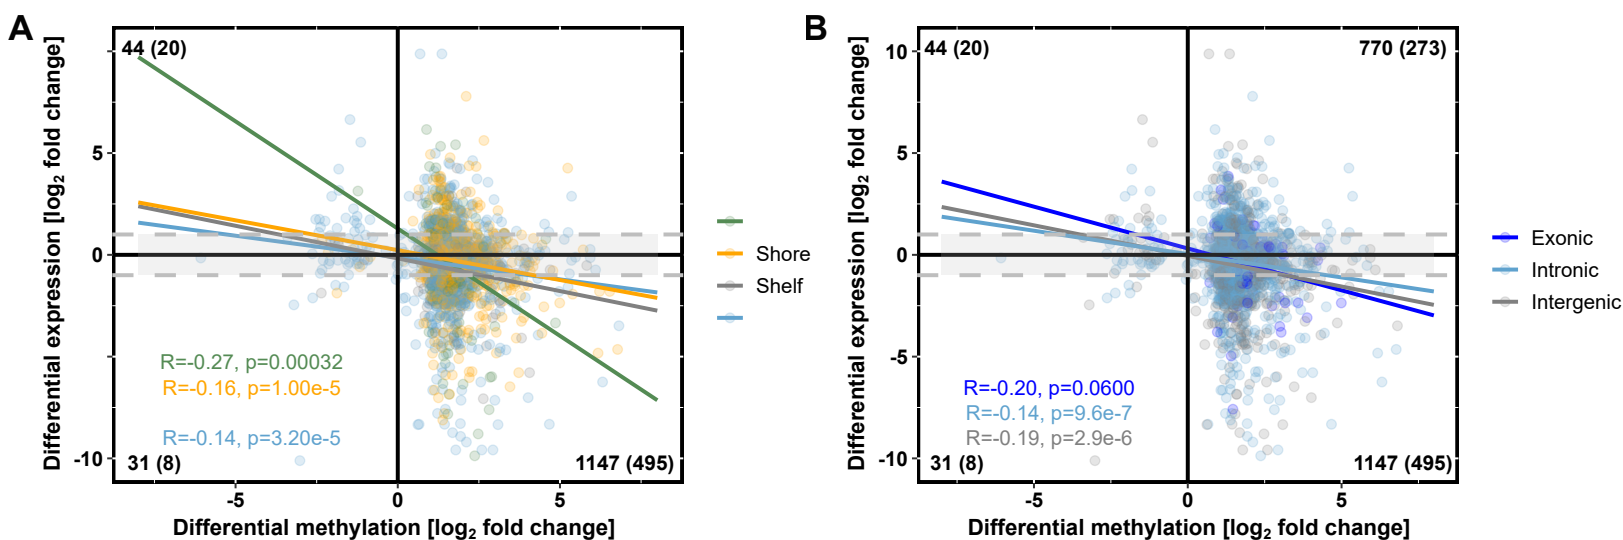 A
Differential expression [log2 fold change]
44 (20)
5
0
-5
-10
R=-0.27, p=0.00032
R=-0.16, p=1.00e-5
R=-0.14, p=3.20e-5
31 (8)
1147 (495)
-5
0
5
Differential methylation [log2 fold change]
Shore
Shelf
B
Differential expression [log2 fold change]
44 (20)
770 (273)
10
5
0
-5
-10
R=-0.20, p=0.0600
R=-0.14, p=9.6e-7
R=-0.19, p=2.9e-6
31 (8)
1147 (495)
-5
0
5
Differential methylation [log2 fold change]
Exonic
Intronic
Intergenic